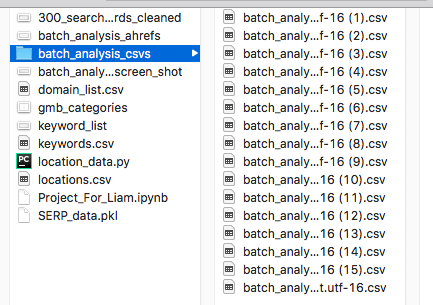 300_search...rds_cleaned
batch_analysis_ahrefs
batch_analysis_csvs
batch_analy...screen_shot
domain_list.csv
gmb_categories
keyword_list
keywords.csv
PC
location_data.py
locations.csv
Project_For_Liam.ipynb
SERP_data.pkl
batch_analy...f-16 (1).csv
batch_analy...f-16 (2).csv
batch_analy...f-16 (3).csv
batch_analy...f-16 (4).csv
batch_analy...f-16 (5).csv
batch_analy...f-16 (6).csv
batch_analy...f-16 (7).csv
batch_analy...f-16 (8).csv
batch_analy...f-16 (9).csv
batch_analy...16 (10).csv
batch_analy...16 (11).csv
batch_analy...16 (12).csv
batch_analy...16 (13).csv
batch_analy...16 (14).csv
batch_analy...16 (15).csv
batch_analy...t.utf-16.csv